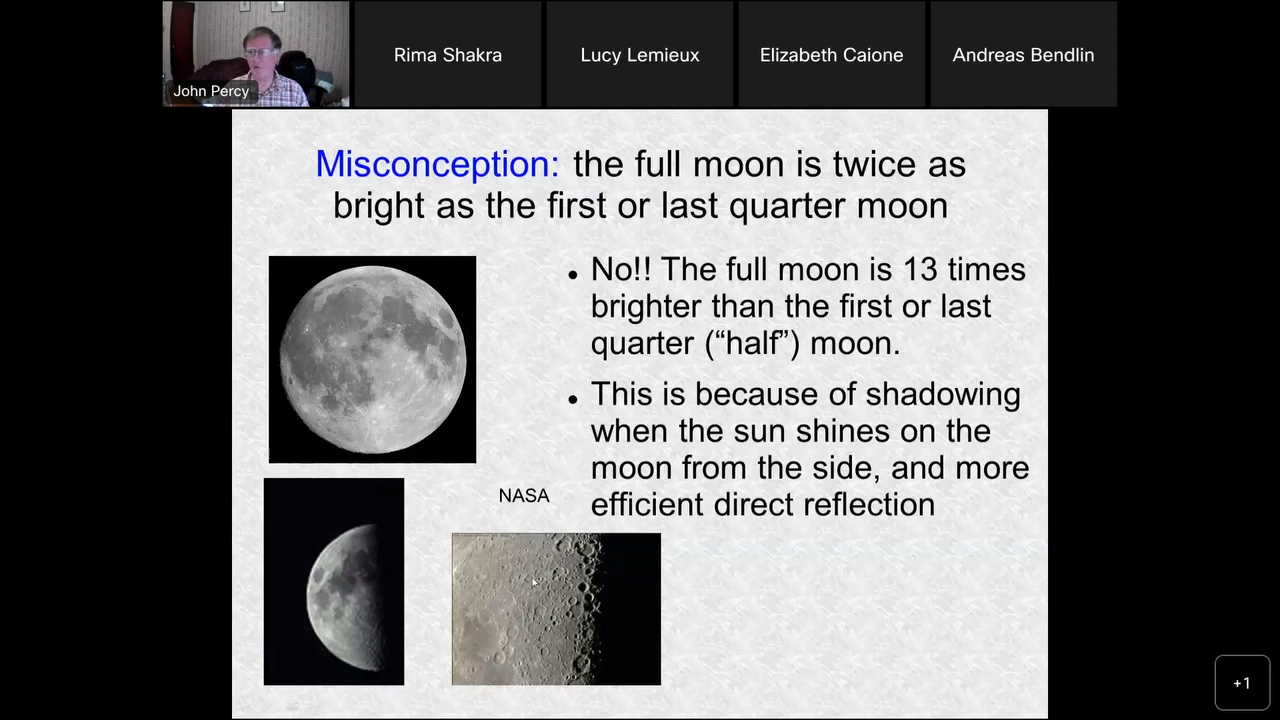 John Percy
Rima Shakra
Lucy Lemieux
Elizabeth Caione
Andreas Bendlin
Misconception: the full moon is twice as
bright as the first or last quarter moon
• No!! The full moon is 13 times
brighter than the first or last
quarter (“half”) moon.
• This is because of shadowing
when the sun shines on the
moon from the side, and more
efficient direct reflection
NASA
+1